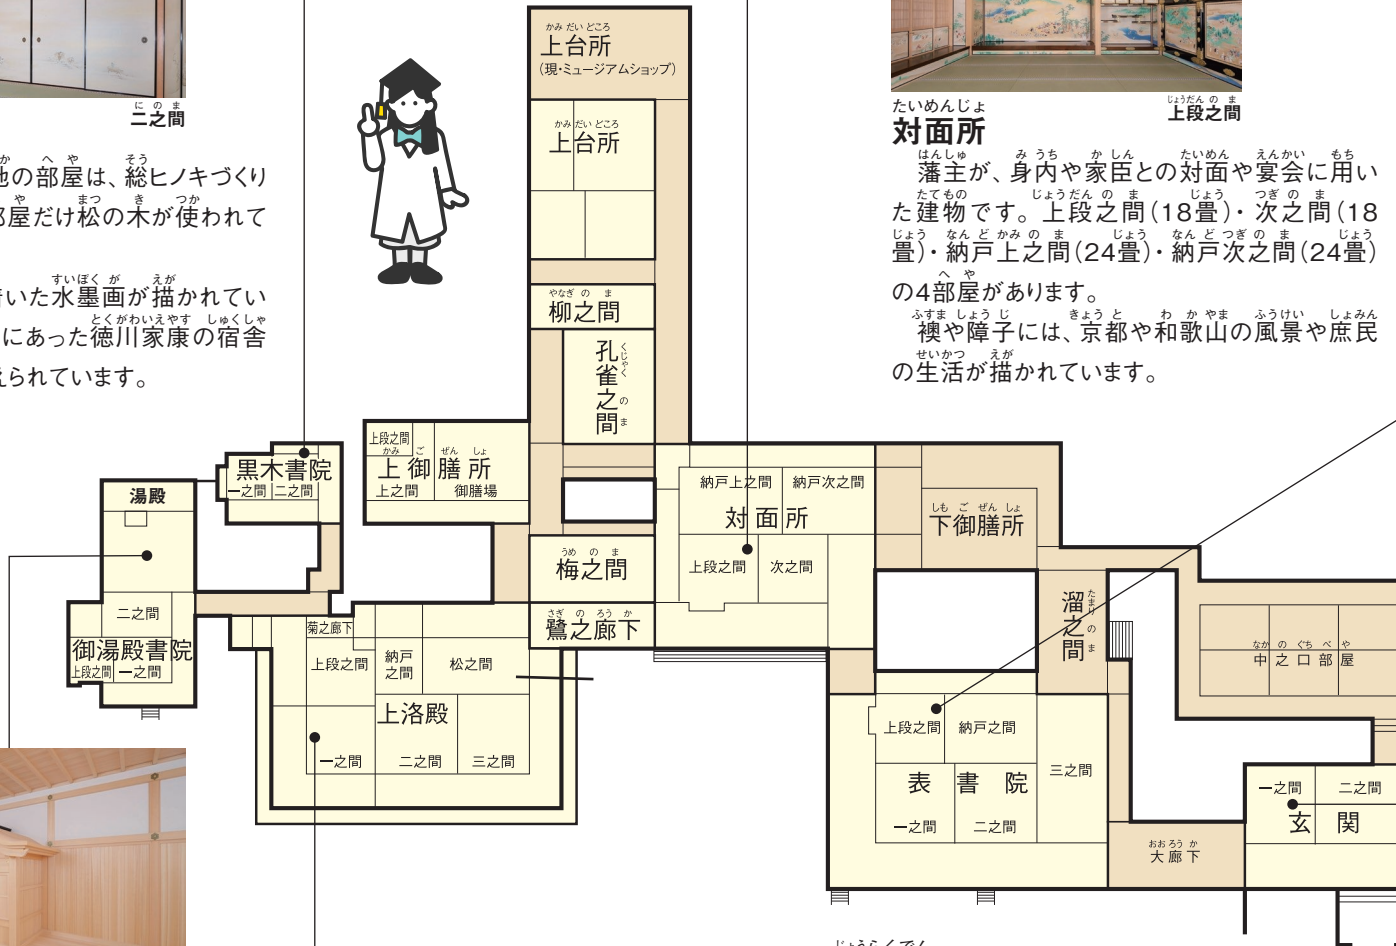 二之間
の部屋は、総ヒノキづくり
屋だけ松の木が使われて
いた水墨画が描かれてい
にあった徳川家康の宿舎
えられています。
上段之間
対面所
藩主が、身内や家臣との対面や宴会に用い
た建物です。上段之間(18畳)・次之間(18
畳)・納戸上之間(24畳)・納戸次之間(24畳)
の4部屋があります。
襖や障子には、京都や和歌山の風景や庶民
の生活が描かれています。
上台所
(現・ミュージアムショップ)
上台所
柳之間
孔雀之間
上段之間
上御膳所
上之間
御膳場
黒木書院
一之間
二之間
湯殿
二之間
御湯殿書院
上段之間
一之間
梅之間
鷺之廊下
菊之廊下
上段之間
納戸
之間
松之間
上洛殿
一之間
二之間
三之間
納戸上之間
納戸次之間
対面所
上段之間
次之間
下御膳所
溜之間
中之口部屋
上段之間
納戸之間
表書院
一之間
二之間
三之間
大廊下
一之間
二之間
玄関